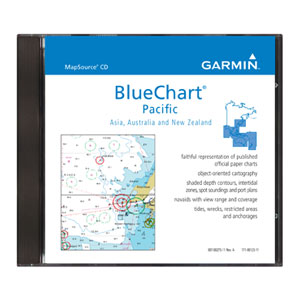 MapSource® CD
GARMIN
BlueChart®
Pacific
Asia, Australia and New Zealand
faithful representation of published
official paper charts
object oriented cartography
shaded depth contours, intertidal
zones, spot soundings and port plans
navaids with view range and coverage
tides, wrecks, restricted areas
and anchorages